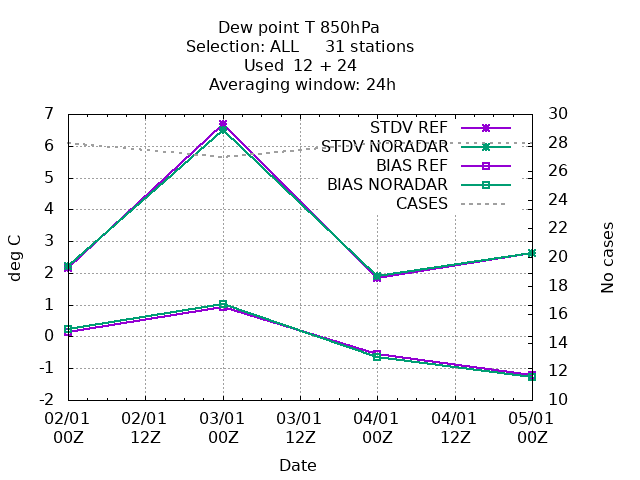 Dew point T 850hPa
Selection: ALL     31 stations
Used  12 + 24
Averaging window: 24h
7
6
5
4
3
2
1
0
-1
-2
deg C
30
28
26
24
22
20
18
16
14
12
10
No cases
STDV REF
STDV NORADAR
BIAS REF
BIAS NORADAR
CASES
02/01 02/01 03/01 03/01 04/01 04/01 05/01
00Z 12Z 00Z 12Z 00Z 12Z 00Z
Date